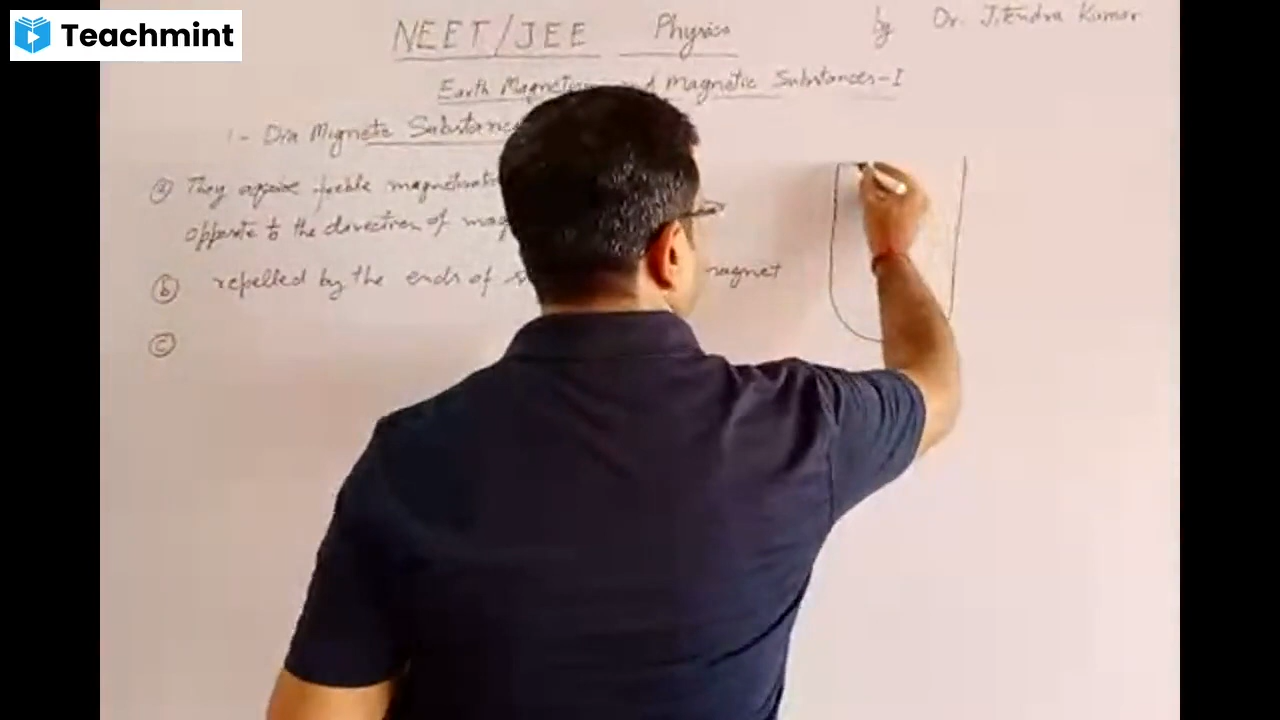 Teachmint
NEET/JEE Physics by Dr. Jitendra Kumar
Earth Magnetism and Magnetic Substances-I
1- Dia Magnetic Substances
(a) They aquire feeble magnetisation
opposite to the direction of
(b) repelled by the ends of magnet
(c)